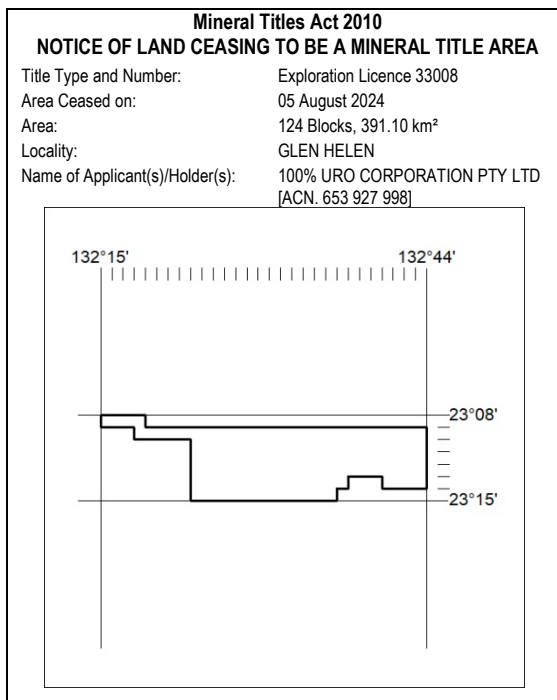 Mineral Titles Act 2010
NOTICE OF LAND CEASING TO BE A MINERAL TITLE AREA
Title Type and Number: Exploration Licence 33008
Area Ceased on: 05 August 2024
Area: 124 Blocks, 391.10 km²
Locality: GLEN HELEN
Name of Applicant(s)/Holder(s): 100% URO CORPORATION PTY LTD
[ACN. 653 927 998]
132°15' 132°44'
23°08'
23°15'